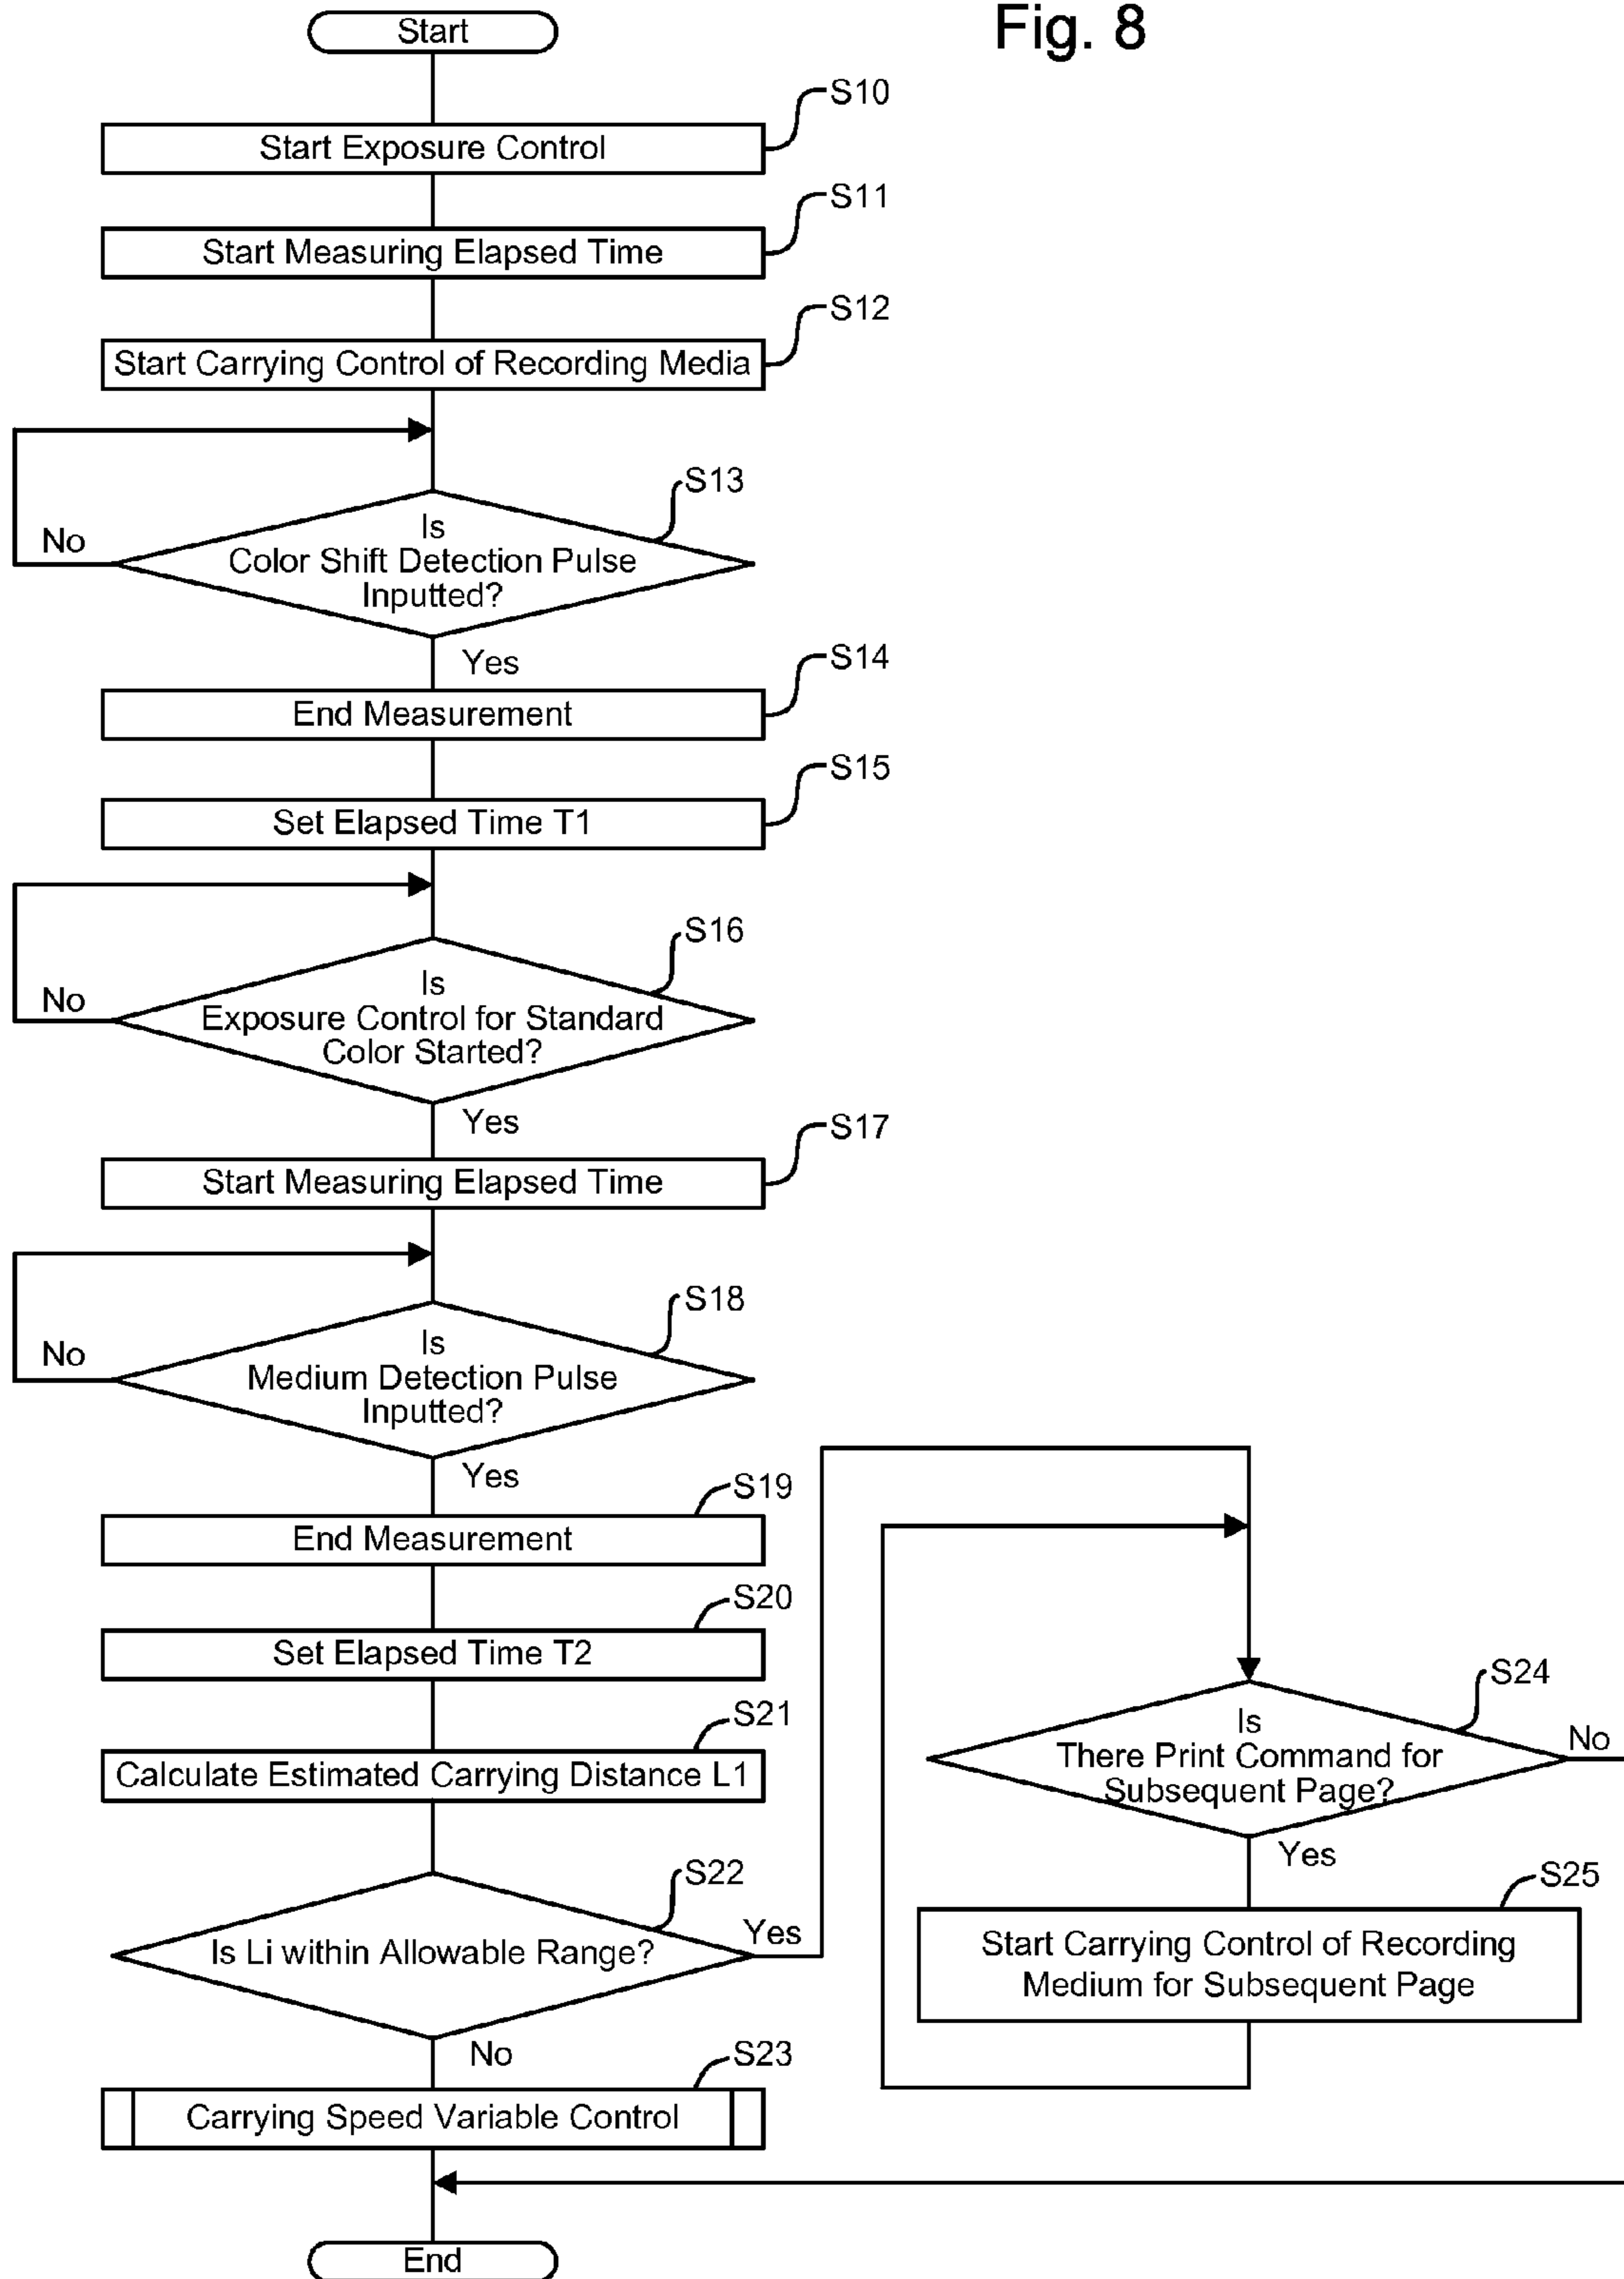 Fig. 8
Start
S10
Start Exposure Control
S11
Start Measuring Elapsed Time
S12
Start Carrying Control of Recording Media
S13
Is
Color Shift Detection Pulse
Inputted?
No
Yes
S14
End Measurement
S15
Set Elapsed Time T1
S16
Is
Exposure Control for Standard
Color Started?
No
Yes
S17
Start Measuring Elapsed Time
S18
Is
Medium Detection Pulse
Inputted?
No
Yes
S19
End Measurement
S20
Set Elapsed Time T2
S21
Calculate Estimated Carrying Distance L1
S22
Is Li within Allowable Range?
Yes
No
S23
Carrying Speed Variable Control
S24
Is
There Print Command for
Subsequent Page?
No
Yes
S25
Start Carrying Control of Recording
Medium for Subsequent Page
End